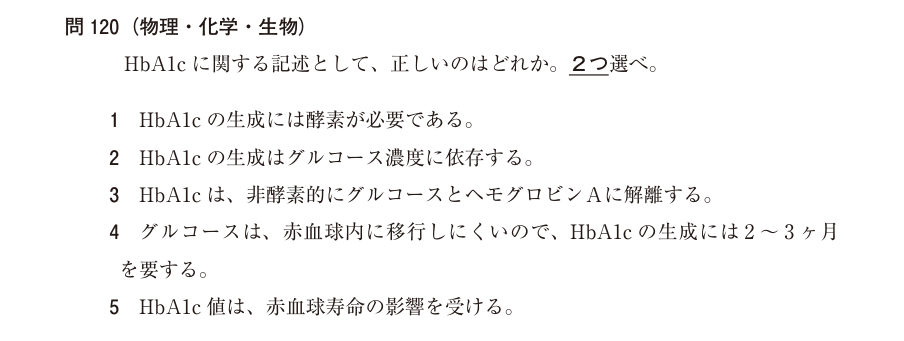 問 120（物理・化学・生物）
HbA1c に関する記述として、正しいのはどれか。２つ選べ。
1 HbA1c の生成には酵素が必要である。
2 HbA1c の生成はグルコース濃度に依存する。
3 HbA1c は、非酵素的にグルコースとヘモグロビンＡに解離する。
4 グルコースは、赤血球内に移行しにくいので、HbA1c の生成には２～３ヶ月
を要する。
5 HbA1c 値は、赤血球寿命の影響を受ける。